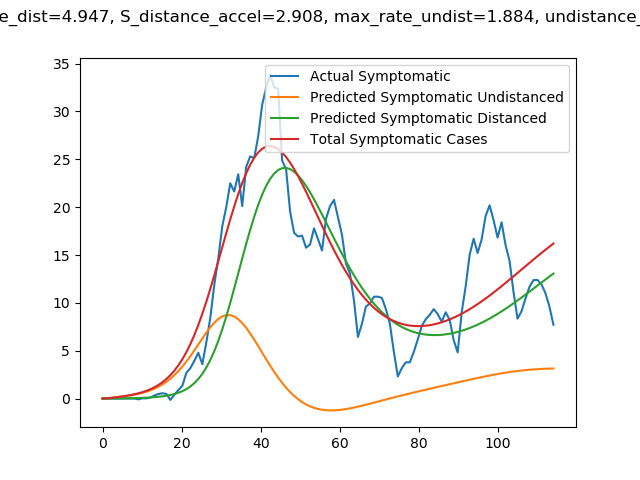 e_dist=4.947, S_distance_accel=2.908, max_rate_undist=1.884, undistance_
35
30
25
20
15
10
5
0
Actual Symptomatic
Predicted Symptomatic Undistanced
Predicted Symptomatic Distanced
Total Symptomatic Cases
0 20 40 60 80 100